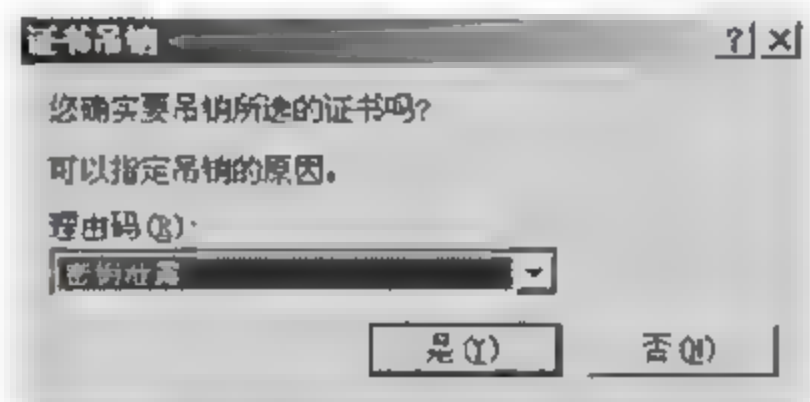 证书吊销
您确实要吊销所选的证书吗?
可以指定吊销的原因。
理由码(R):
密钥泄露
是(Y) 否(N)